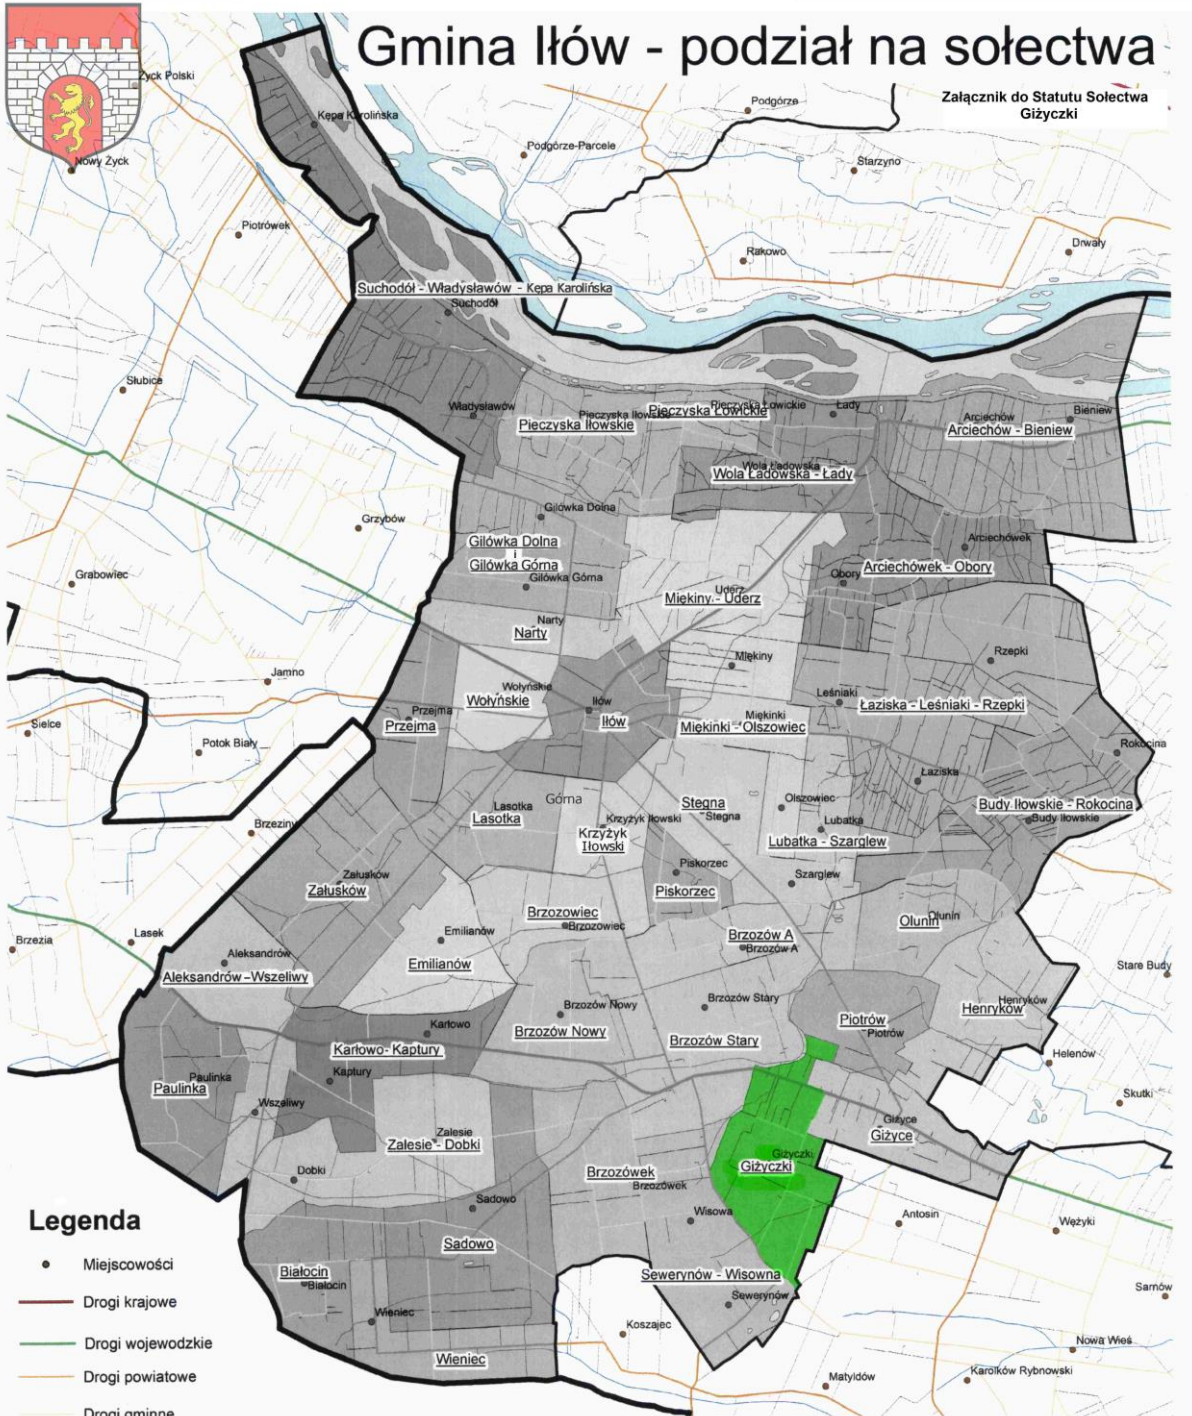 Gmina Iłów - podział na sołectwa
Załącznik do Statutu Sołectwa
Giżyczki
Życk Polski
Nowy Życk
Kępa Karolińska
Podgórze
Podgórze-Parcele
Starzyno
Piotrówek
Rakowo
Drwały
Suchodół - Władysławów - Kępa Karolińska
Suchodół
Słubice
Władysławów
Pieczyska Iłowskie
Pieczyska Iłowskie
Pieczyska Łowickie
Pieczyska Łowickie
Łady
Arciechów
Bieniew
Arciechów - Bieniew
Wola Ładowska
Wola Ładowska - Łady
Grzybów
Gilówka Dolna
Gilówka Dolna
i
Gilówka Górna
Gilówka Górna
Arciechówek
Arciechówek - Obory
Obory
Grabowiec
Uderz
Miękiny - Uderz
Narty
Narty
Miękiny
Rzepki
Jamno
Wołyńskie
Wołyńskie
Iłów
Iłów
Leśniaki
Łaziska - Leśniaki - Rzepki
Przejma
Przejma
Miękinki
Miękinki - Olszowiec
Sielce
Potok Biały
Rokocina
Łaziska
Górna
Lasotka
Lasotka
Stegna
Stegna
Olszowiec
Budy Iłowskie - Rokocina
Budy Iłowskie
Brzeziny
Krzyżyk Iłowski
Krzyżyk
Iłowski
Lubatka
Lubatka - Szarglew
Piskorzec
Piskorzec
Szarglew
Załusków
Załusków
Brzozowiec
Brzozowiec
Olunin
Olunin
Brzezia
Lasek
Emilianów
Emilianów
Brzozów A
Brzozów A
Aleksandrów
Aleksandrów - Wszeliwy
Stare Budy
Brzozów Nowy
Brzozów Nowy
Brzozów Stary
Brzozów Stary
Piotrów
Piotrów
Henryków
Henryków
Karłowo
Karłowo - Kaptury
Kaptury
Helenów
Paulinka
Paulinka
Skutki
Wszeliwy
Giżyce
Giżyce
Zalesie
Zalesie - Dobki
Dobki
Giżyczki
Giżyczki
Brzozówek
Brzozówek
Sadowo
Sadowo
Wisowa
Antosin
Wężyki
Legenda
Miejscowości
Drogi krajowe
Drogi wojewodzkie
Drogi powiatowe
Drogi gminne
Białocin
Białocin
Sewerynów - Wisowna
Sewerynów
Sarnów
Wieniec
Wieniec
Koszajec
Nowa Wieś
Matyldów
Karolków Rybnowski